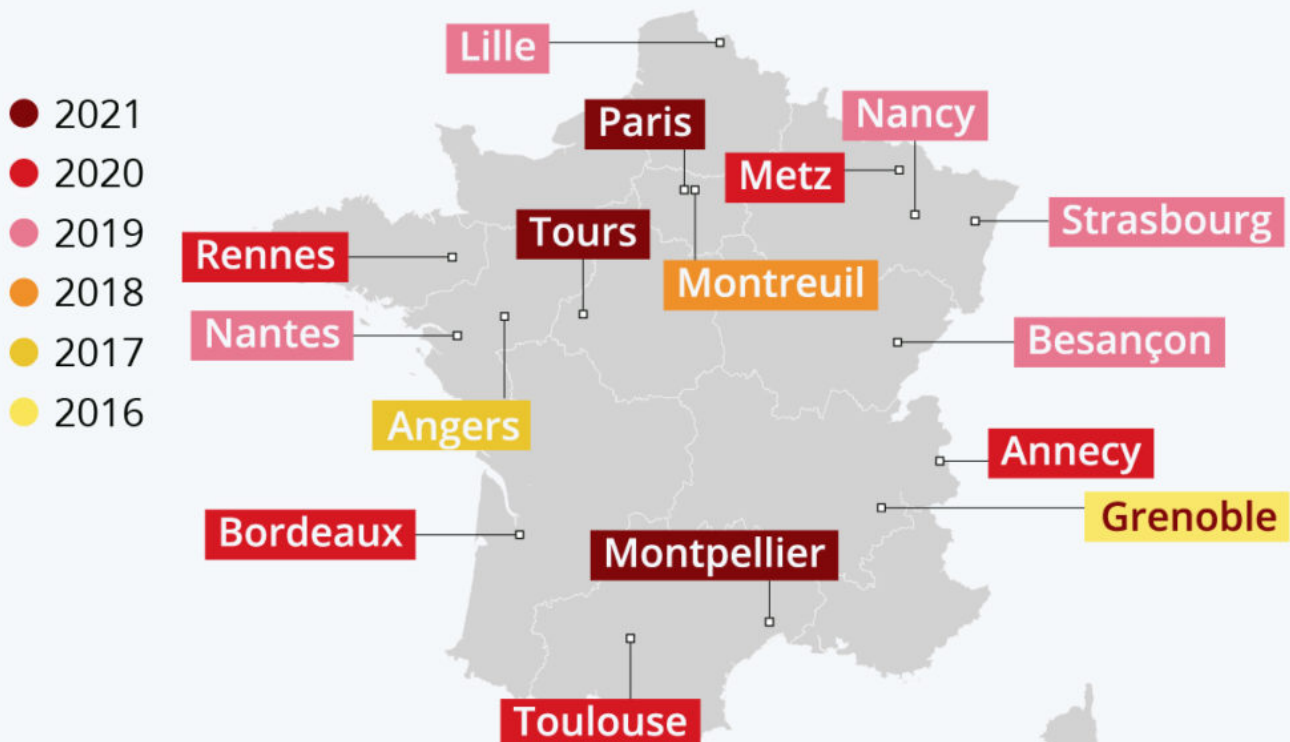 2021
2020
2019
2018
2017
2016
Lille
Paris
Nancy
Metz
Strasbourg
Tours
Rennes
Montreuil
Nantes
Besançon
Angers
Annecy
Grenoble
Bordeaux
Montpellier
Toulouse